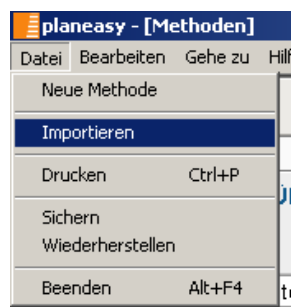 planeasy - [Methoden]
Datei Bearbeiten Gehe zu
Neue Methode
Importieren
Drucken Ctrl+P
Sichern
Wiederherstellen
Beenden Alt+F4